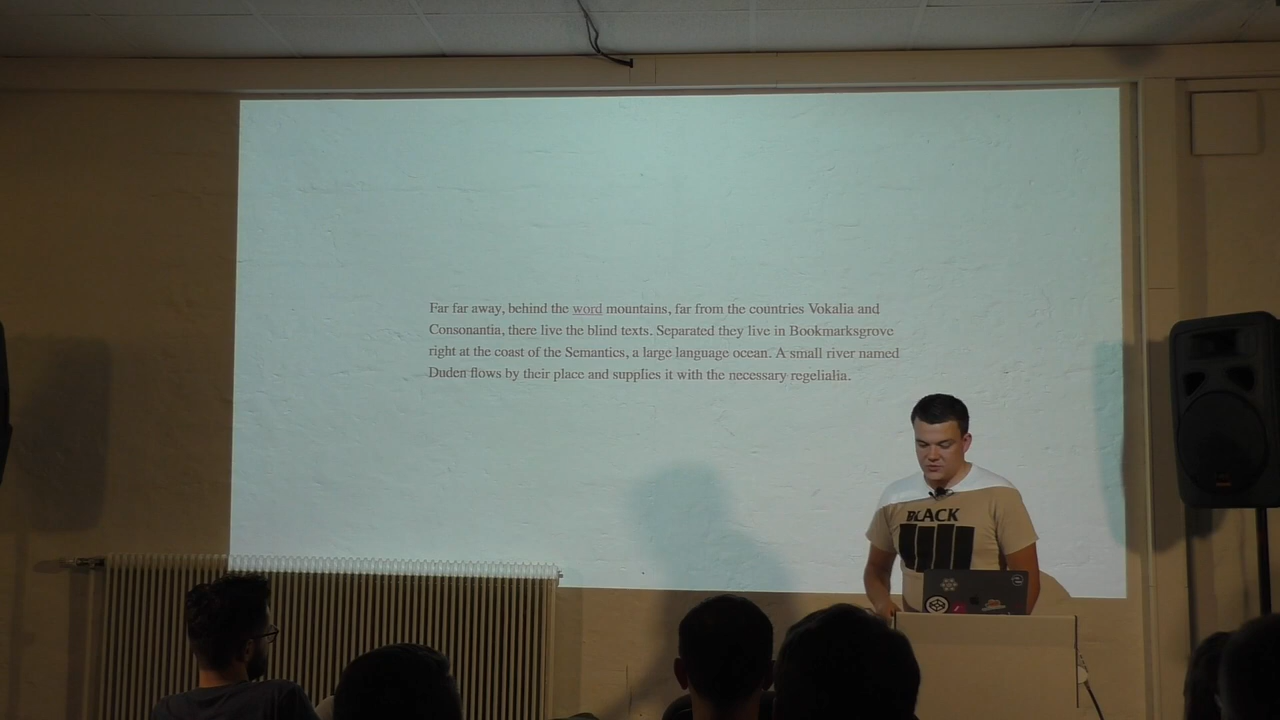 Far far away, behind the word mountains, far from the countries Vokalia and
Consonantia, there live the blind texts. Separated they live in Bookmarksgrove
right at the coast of the Semantics, a large language ocean. A small river named
Duden flows by their place and supplies it with the necessary regelialia.
BLACK